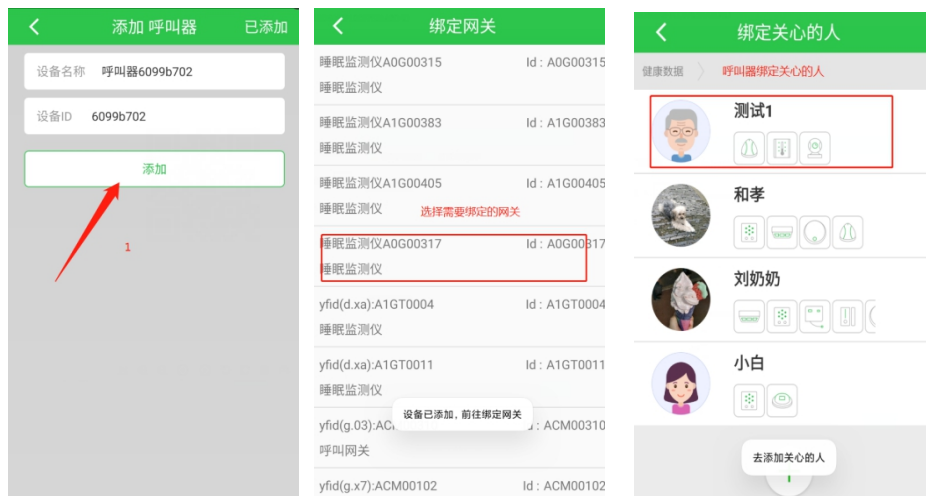 添加 呼叫器
已添加
设备名称 呼叫器6099b702
设备ID 6099b702
添加
1
绑定网关
睡眠监测仪A0G00315 Id : A0G00315
睡眠监测仪
睡眠监测仪A1G00383 Id : A1G00383
睡眠监测仪
睡眠监测仪A1G00405 Id : A1G00405
睡眠监测仪
选择需要绑定的网关
睡眠监测仪A0G00317 Id : A0G00317
睡眠监测仪
yfid(d.xa):A1GT0004 Id : A1GT0004
睡眠监测仪
yfid(d.xa):A1GT0011 Id : A1GT0011
睡眠监测仪
设备已添加，前往绑定网关
yfid(g.03):AC : ACM00310
呼叫网关
yfid(g.x7):ACM00102 Id : ACM00102
绑定关心的人
健康数据
呼叫器绑定关心的人
测试1
和孝
刘奶奶
小白
去添加关心的人